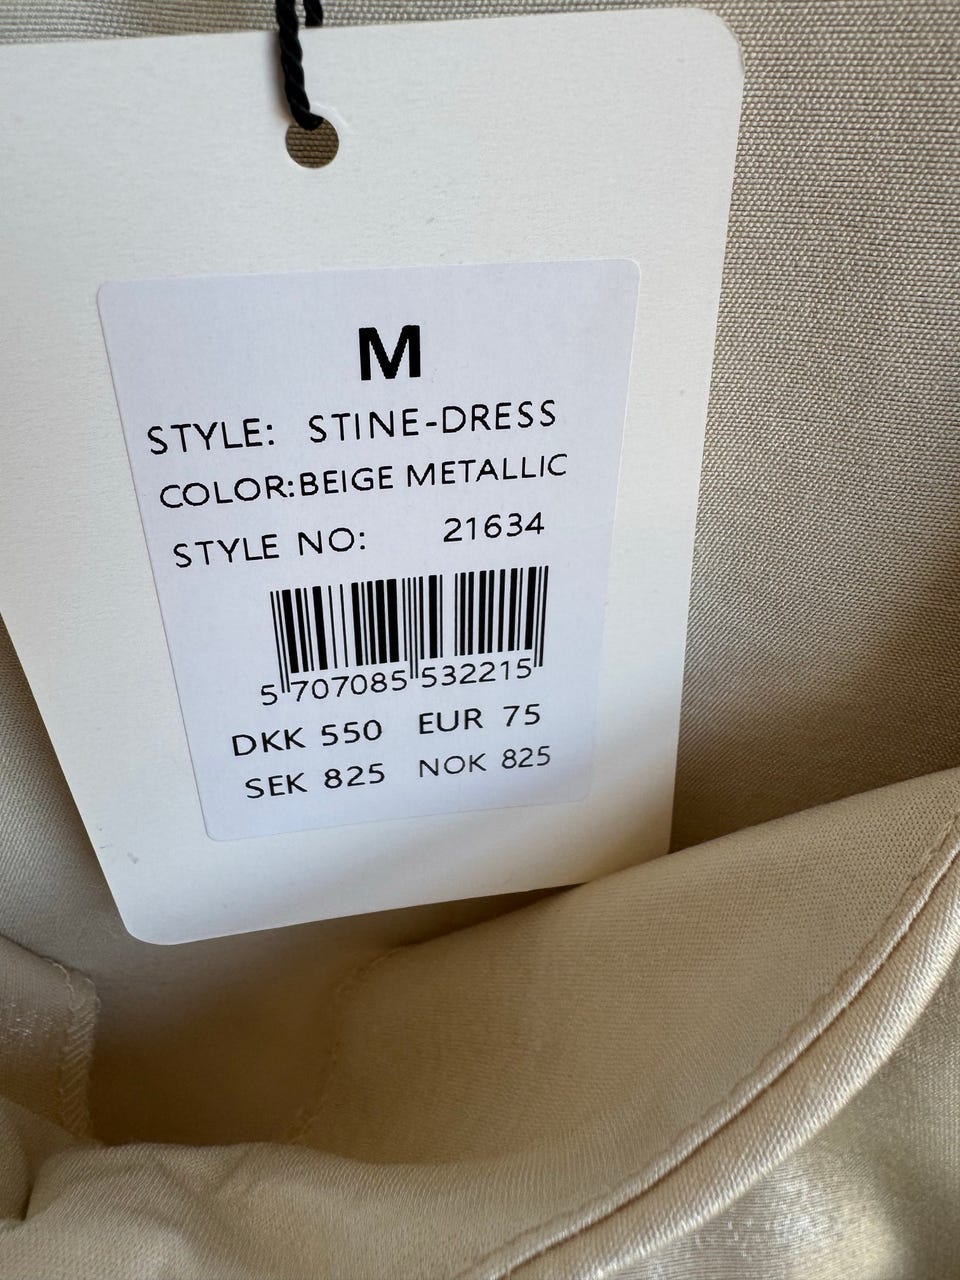 M
STYLE: STINE-DRESS
COLOR:BEIGE METALLIC
STYLE NO: 21634
5 707085 532215
DKK 550 EUR 75
SEK 825 NOK 825